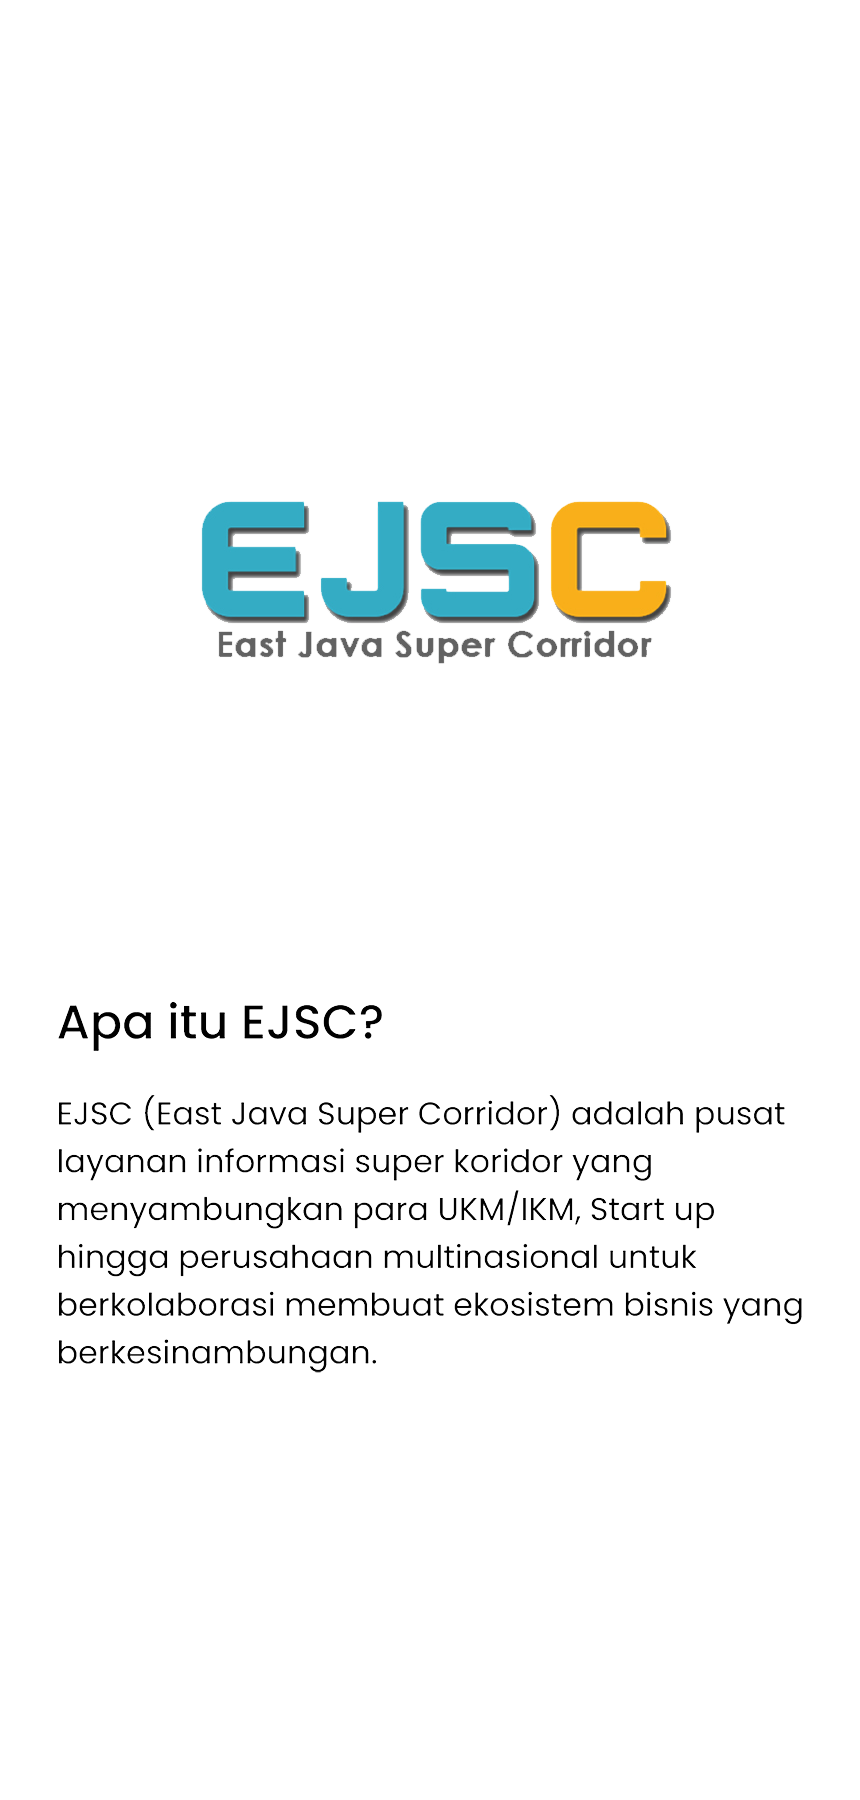 EJSC
East Java Super Corridor
Apa itu EJSC?
EJSC (East Java Super Corridor) adalah pusat
layanan informasi super koridor yang
menyambungkan para UKM/IKM, Start up
hingga perusahaan multinasional untuk
berkolaborasi membuat ekosistem bisnis yang
berkesinambungan.